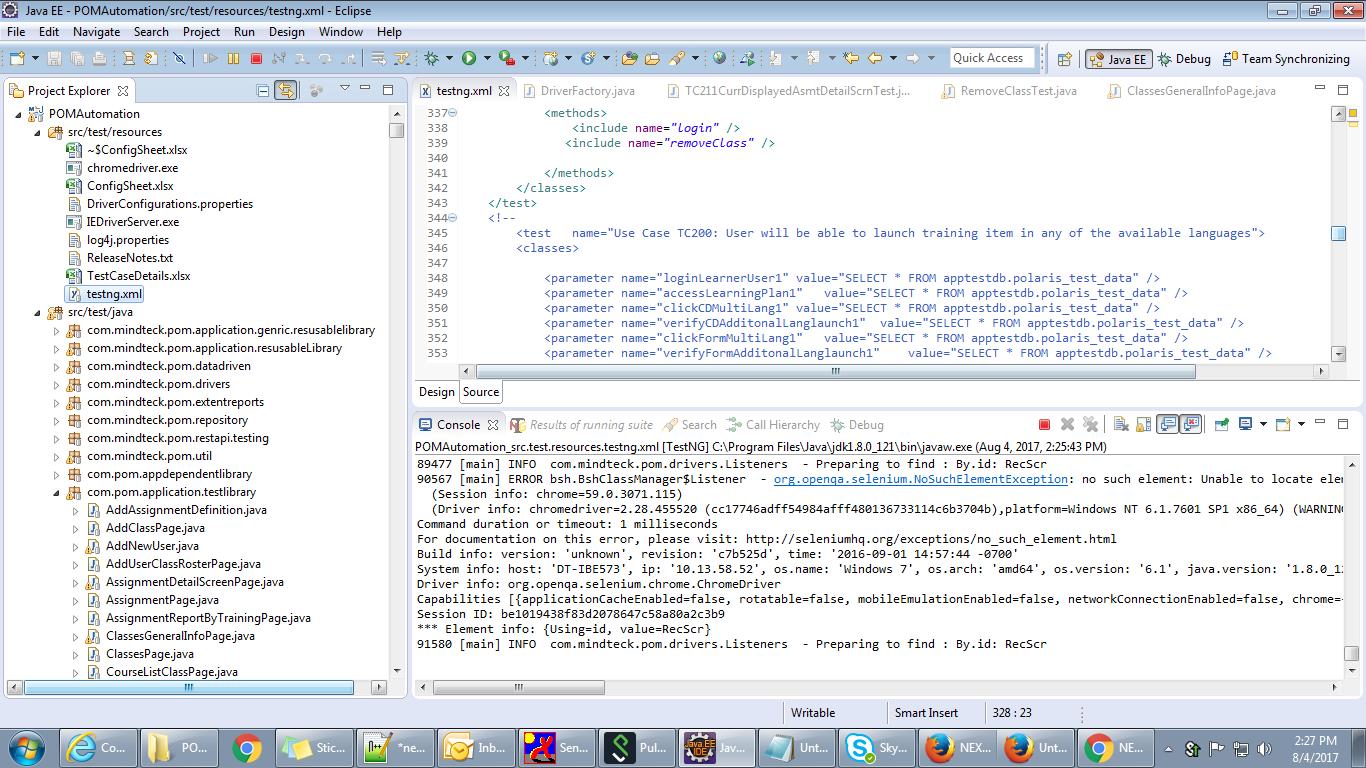 Java EE - POMAutomation/src/test/resources/testng.xml - Eclipse
File Edit Navigate Search Project Run Design Window Help
Quick Access
Java EE
Debug
Team Synchronizing
Project Explorer
POMAutomation
src/test/resources
~$ConfigSheet.xlsx
chromedriver.exe
ConfigSheet.xlsx
DriverConfigurations.properties
IEDriverServer.exe
log4j.properties
ReleaseNotes.txt
TestCaseDetails.xlsx
testng.xml
src/test/java
com.mindteck.pom.application.genric.resusablelibrary
com.mindteck.pom.application.resusableLibrary
com.mindteck.pom.datadriven
com.mindteck.pom.drivers
com.mindteck.pom.extentreports
com.mindteck.pom.repository
com.mindteck.pom.restapi.testing
com.mindteck.pom.util
com.pom.appdependentlibrary
com.pom.application.testlibrary
AddAssignmentDefinition.java
AddClassPage.java
AddNewUser.java
AddUserClassRosterPage.java
AssignmentDetailScreenPage.java
AssignmentPage.java
AssignmentReportByTrainingPage.java
ClassesGeneralInfoPage.java
ClassesPage.java
CourseListClassPage.java
testng.xml DriverFactory.java TC211CurrDisplayedAsmtDetailScrnTest.j... RemoveClassTest.java ClassesGeneralInfoPage.java
337 <methods>
338 <include name="login" />
339 <include name="removeClass" />
340
341 </methods>
342 </classes>
343 </test>
344 <!--
345 <test name="Use Case TC200: User will be able to launch training item in any of the available languages">
346 <classes>
347
348 <parameter name="loginLearnerUser1" value="SELECT * FROM apptestdb.polaris_test_data" />
349 <parameter name="accessLearningPlan1" value="SELECT * FROM apptestdb.polaris_test_data" />
350 <parameter name="clickCDMultiLang1" value="SELECT * FROM apptestdb.polaris_test_data" />
351 <parameter name="verifyCDAdditonalLanglaunch1" value="SELECT * FROM apptestdb.polaris_test_data" />
352 <parameter name="clickFormMultiLang1" value="SELECT * FROM apptestdb.polaris_test_data" />
353 <parameter name="verifyFormAdditonalLanglaunch1" value="SELECT * FROM apptestdb.polaris_test_data" />
Design Source
Console Results of running suite Search Call Hierarchy Debug
POMAutomation_src.test.resources.testng.xml [TestNG] C:\Program Files\Java\jdk1.8.0_121\bin\javaw.exe (Aug 4, 2017, 2:25:43 PM)
89477 [main] INFO com.mindteck.pom.drivers.Listeners - Preparing to find : By.id: RecScr
90567 [main] ERROR bsh.BshClassManager$Listener - org.openqa.selenium.NoSuchElementException: no such element: Unable to locate elem
(Session info: chrome=59.0.3071.115)
(Driver info: chromedriver=2.28.455520 (cc17746adff54984afff480136733114c6b3704b),platform=Windows NT 6.1.7601 SP1 x86_64) (WARNING
Command duration or timeout: 1 milliseconds
For documentation on this error, please visit: http://seleniumhq.org/exceptions/no_such_element.html
Build info: version: 'unknown', revision: 'c7b525d', time: '2016-09-01 14:57:44 -0700'
System info: host: 'DT-IBE573', ip: '10.13.58.52', os.name: 'Windows 7', os.arch: 'amd64', os.version: '6.1', java.version: '1.8.0_12
Driver info: org.openqa.selenium.chrome.ChromeDriver
Capabilities [{applicationCacheEnabled=false, rotatable=false, mobileEmulationEnabled=false, networkConnectionEnabled=false, chrome=
Session ID: be1019438f83d2078647c58a80a2c3b9
*** Element info: {Using=id, value=RecScr}
91580 [main] INFO com.mindteck.pom.drivers.Listeners - Preparing to find : By.id: RecScr
Writable Smart Insert 328 : 23
Co... PO... Stic... *ne... Inb... Sen... Pul... Jav... Unt... Sky... NEX... Unt... NE...
2:27 PM
8/4/2017